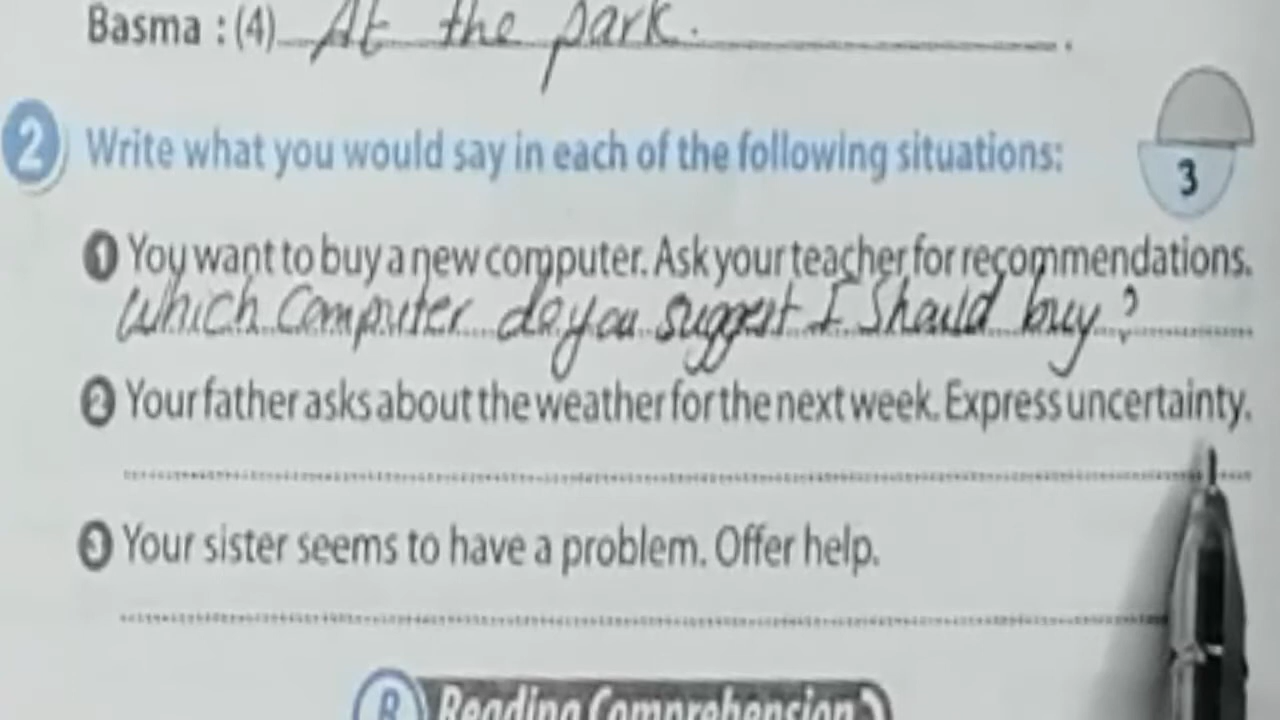 Basma : (4) At the park. .
2 Write what you would say in each of the following situations:
3
1 You want to buy a new computer. Ask your teacher for recommendations.
Which Computer do you suggest I Should buy?
2 Your father asks about the weather for the next week. Express uncertainty.
3 Your sister seems to have a problem. Offer help.
B Reading Comprehension